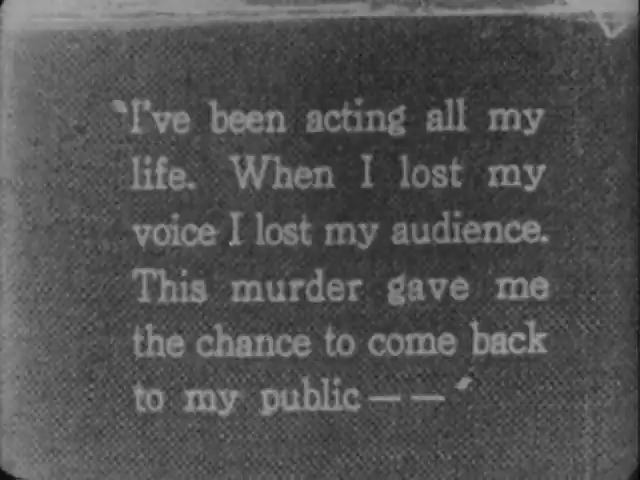 "I've been acting all my
life. When I lost my
voice I lost my audience.
This murder gave me
the chance to come back
to my public — — "